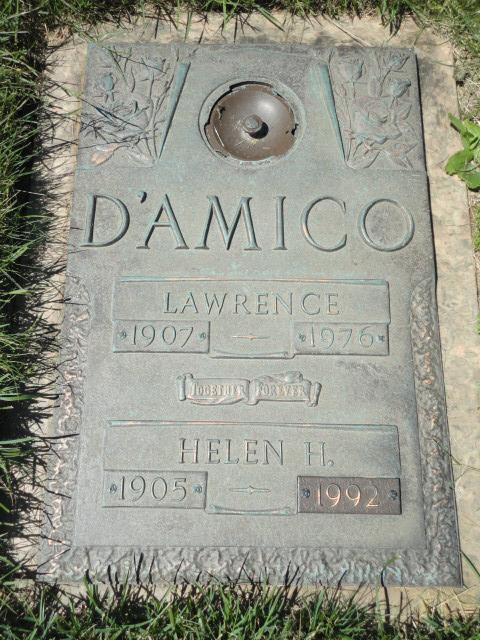 D'AMICO
LAWRENCE
1907 1976
TOGETHER FOREVER
HELEN H.
1905 1992